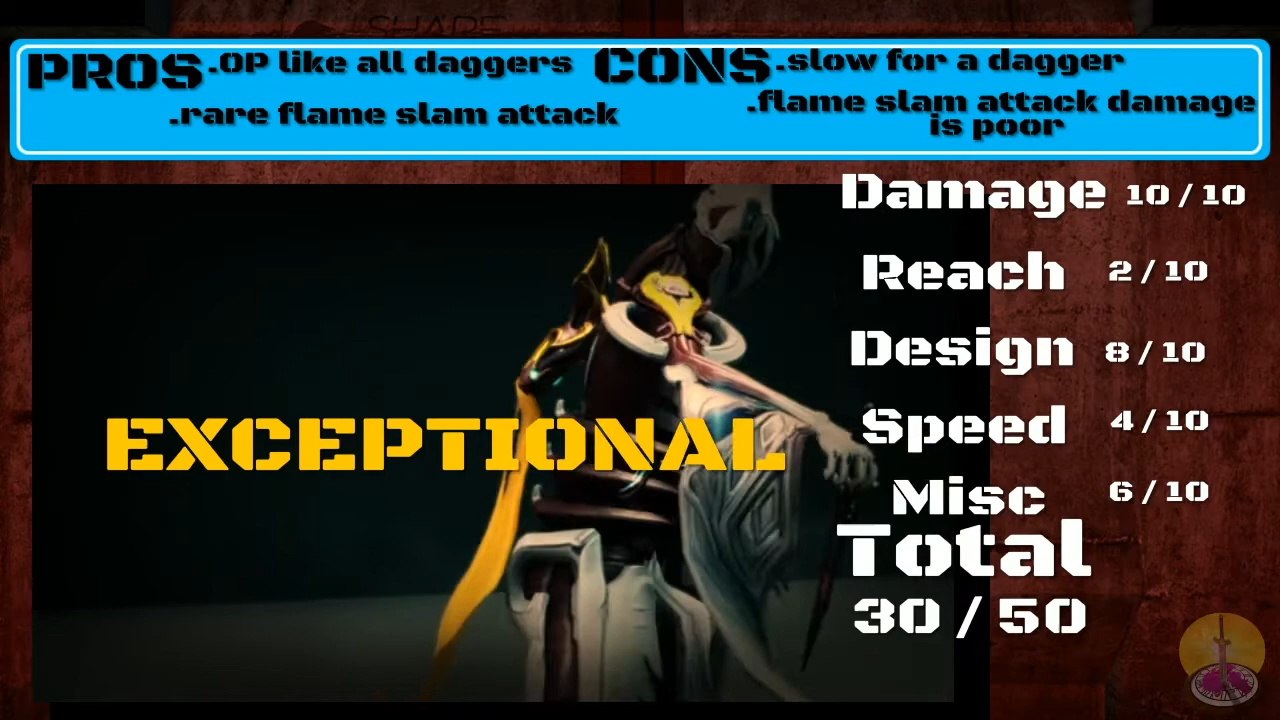 SHARE
PROS .OP like all daggers
.rare flame slam attack
CONS .slow for a dagger
.flame slam attack damage
is poor
Damage 10 / 10
Reach 2 / 10
Design 8 / 10
EXCEPTIONAL
Speed 4 / 10
Misc 6 / 10
Total
30 / 50